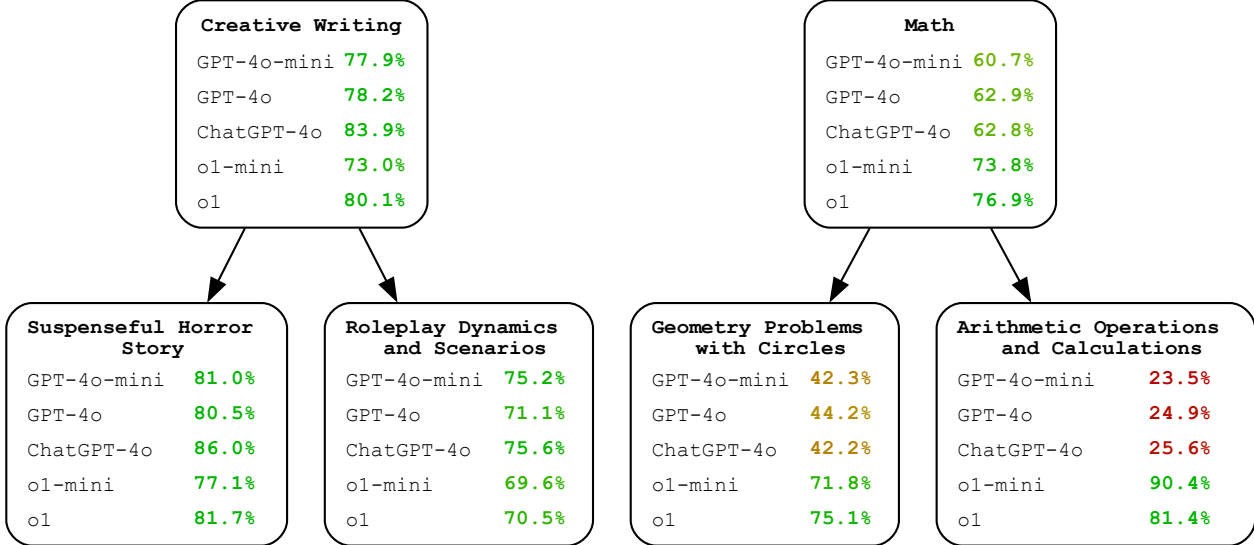 Creative Writing
GPT-4o-mini 77.9%
GPT-4o 78.2%
ChatGPT-4o 83.9%
o1-mini 73.0%
o1 80.1%
Math
GPT-4o-mini 60.7%
GPT-4o 62.9%
ChatGPT-4o 62.8%
o1-mini 73.8%
o1 76.9%
Suspenseful Horror
Story
GPT-4o-mini 81.0%
GPT-4o 80.5%
ChatGPT-4o 86.0%
o1-mini 77.1%
o1 81.7%
Roleplay Dynamics
and Scenarios
GPT-4o-mini 75.2%
GPT-4o 71.1%
ChatGPT-4o 75.6%
o1-mini 69.6%
o1 70.5%
Geometry Problems
with Circles
GPT-4o-mini 42.3%
GPT-4o 44.2%
ChatGPT-4o 42.2%
o1-mini 71.8%
o1 75.1%
Arithmetic Operations
and Calculations
GPT-4o-mini 23.5%
GPT-4o 24.9%
ChatGPT-4o 25.6%
o1-mini 90.4%
o1 81.4%